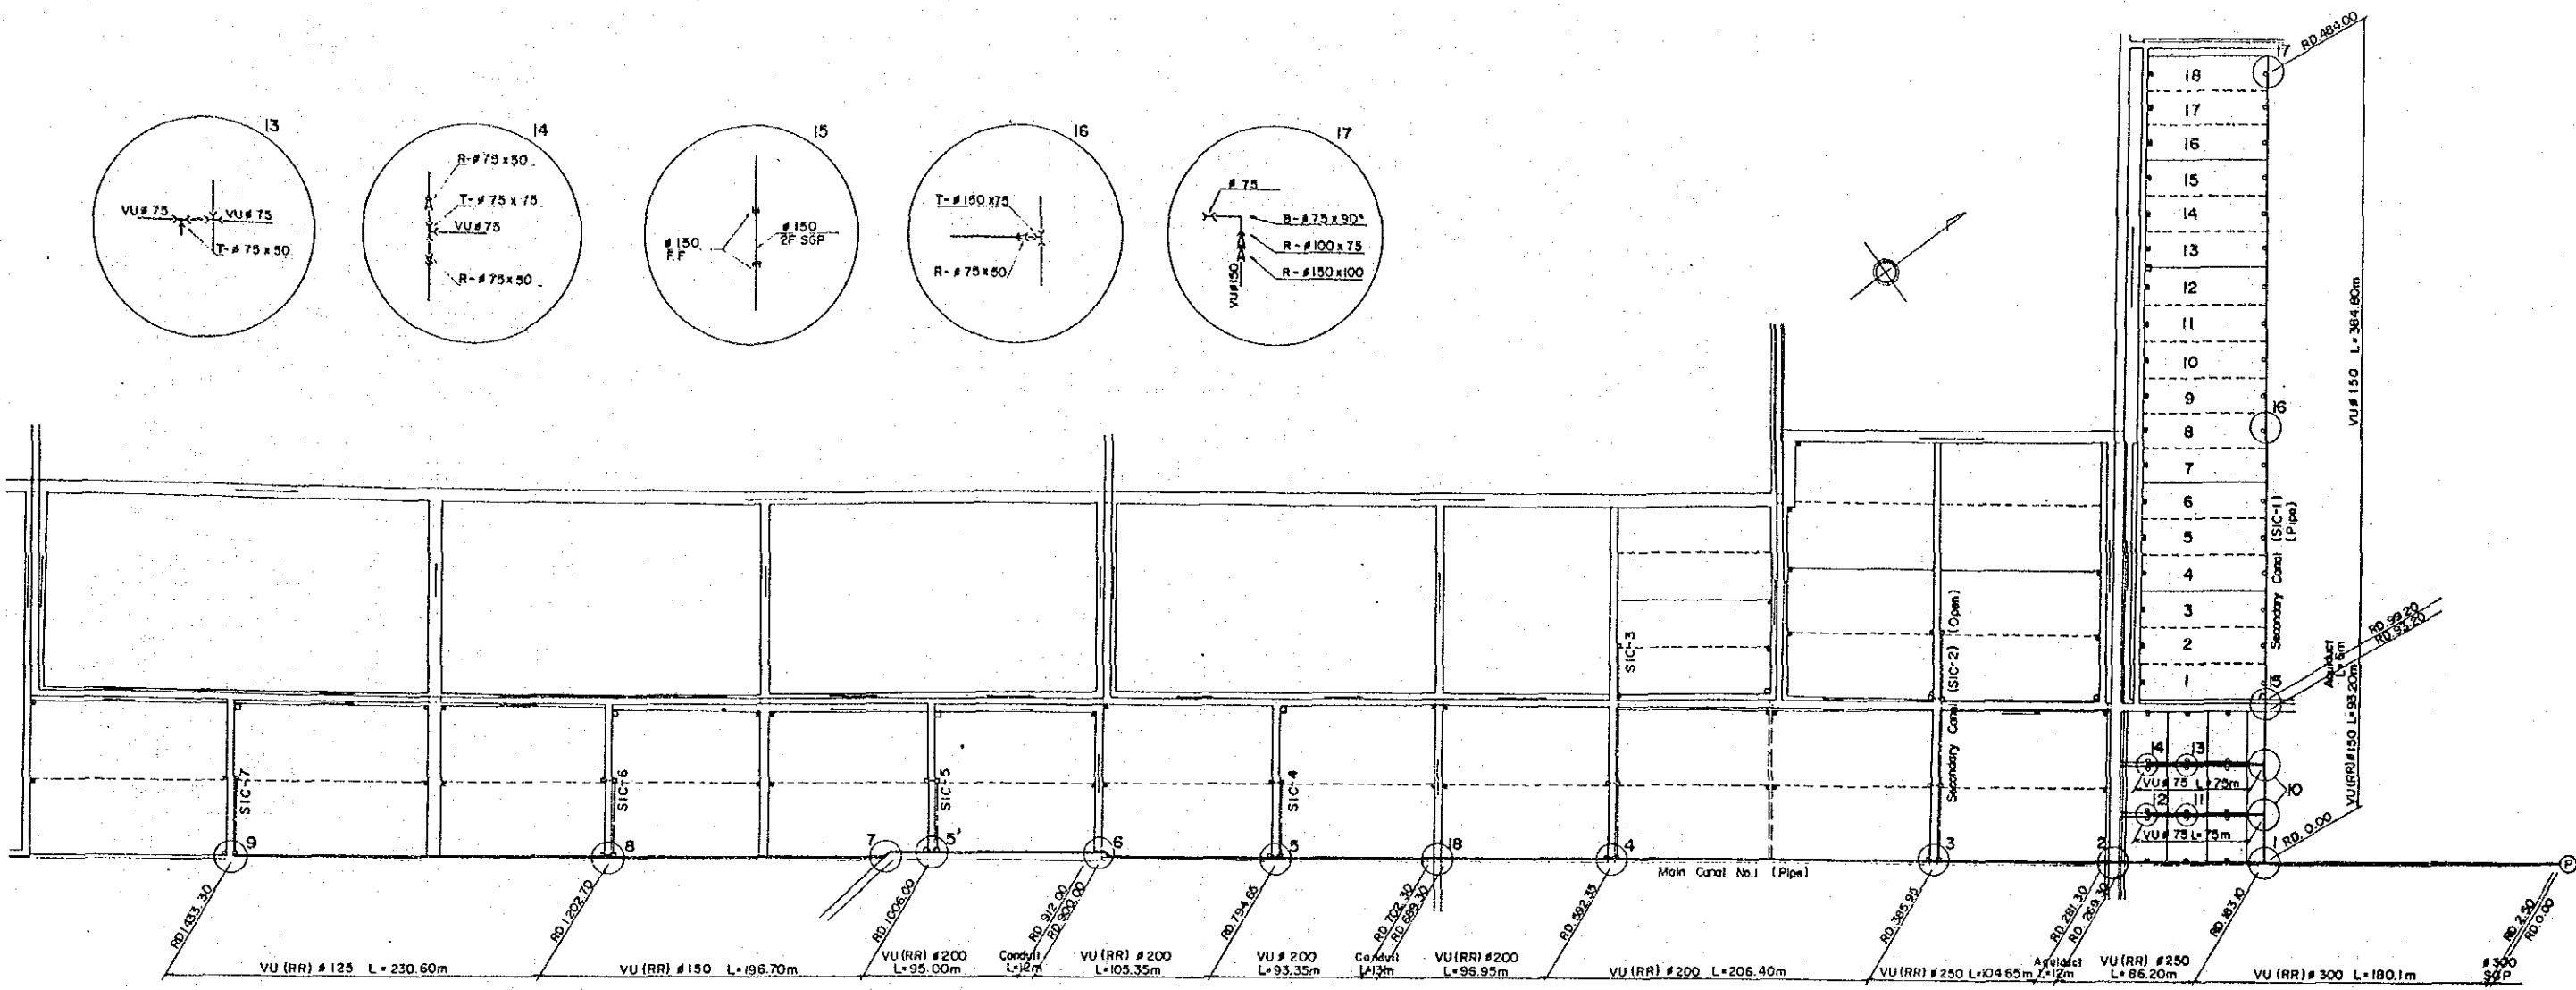 13
VU ø 75
VU ø 75
T-ø 75 x 50
14
R-ø 75 x 50
T-ø 75 x 75
VU ø 75
R-ø 75 x 50
15
ø 150
F.F
ø 150
2F SGP
16
T-ø 150 x 75
R-ø 75 x 50
17
ø 75
B-ø 75 x 90°
R-ø 100 x 75
R-ø 150 x 100
VU ø 150
17
RD.484.00
18
17
16
15
14
13
12
11
10
9
8
7
6
5
4
3
2
1
16
VU ø 150 L=384.80m
Secondary Canal (SIC-1)
(Pipe)
RD.99.20
RD.93.20
Aquiduct
L=6m
15
VU(RR) ø 150 L=93.20m
14
13
VU ø 75 L=75m
12
11
VU ø 75 L=75m
10
RD. 0.00
1
P
SIC-7
SIC-6
SIC-5
SIC-4
SIC-3
Secondary Canal (SIC-2) (Open)
9
8
7
5'
6
5
18
4
3
2
Main Canal No.1 (Pipe)
RD.1433.30
RD.1202.70
RD.1006.00
RD. 912.00
RD. 900.00
RD.794.65
RD.702.30
RD.689.30
RD.592.35
RD.385.95
RD.281.30
RD.269.30
RD.183.10
RD.2.50
RD.0.00
VU (RR) ø 125 L=230.60m
VU (RR) ø 150 L=196.70m
VU (RR) ø 200
L=95.00m
Conduit
L=12m
VU (RR) ø 200
L=105.35m
VU ø 200
L=93.35m
Conduit
L=13m
VU (RR) ø 200
L=96.95m
VU (RR) ø 200 L=206.40m
VU (RR) ø 250 L=104.65m
Aquiduct
L=12m
VU (RR) ø 250
L=86.20m
VU (RR) ø 300 L=180.1m
ø 300
SGP